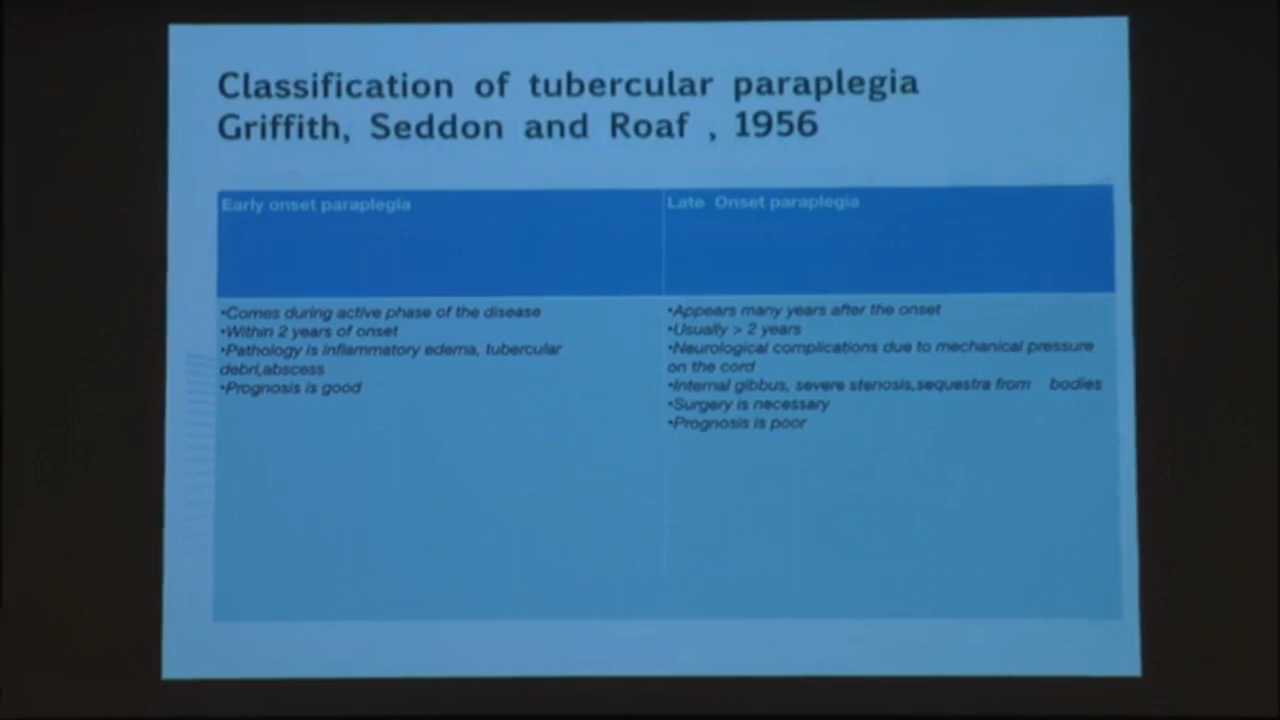 Classification of tubercular paraplegia
Griffith, Seddon and Roaf , 1956
Early onset paraplegia
•Comes during active phase of the disease
•Within 2 years of onset
•Pathology is inflammatory edema, tubercular
debri,abscess
•Prognosis is good
Late Onset paraplegia
•Appears many years after the onset
•Usually > 2 years
•Neurological complications due to mechanical pressure
on the cord
•Internal gibbus, severe stenosis,sequestra from bodies
•Surgery is necessary
•Prognosis is poor